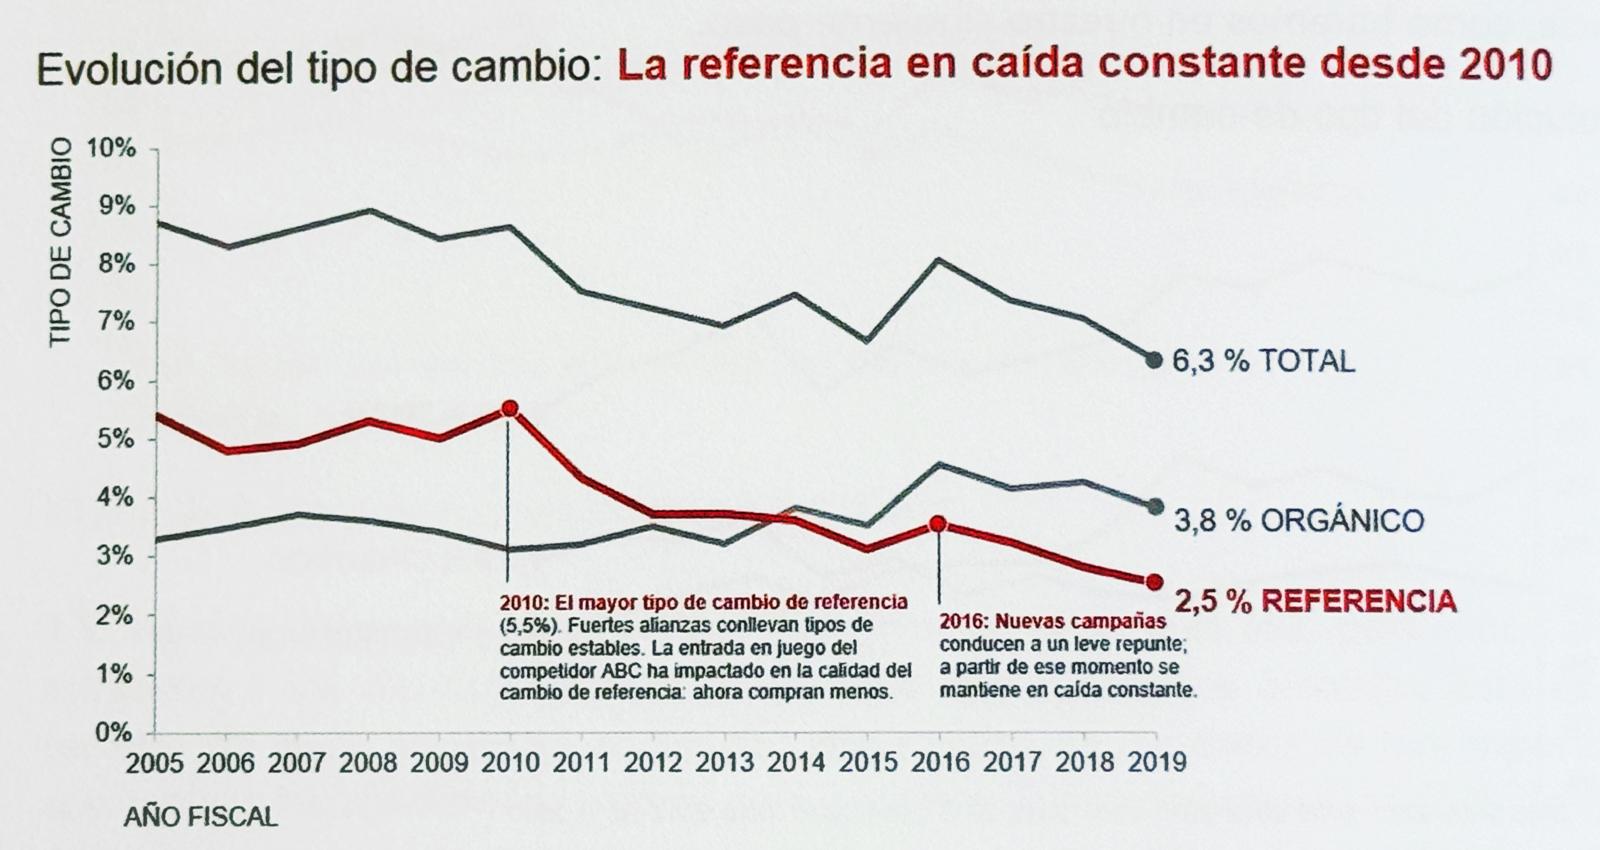 Evolución del tipo de cambio: La referencia en caída constante desde 2010
TIPO DE CAMBIO
10%
9%
8%
7%
6%
5%
4%
3%
2%
1%
0%
6,3 % TOTAL
3,8 % ORGÁNICO
2,5 % REFERENCIA
2010: El mayor tipo de cambio de referencia
(5,5%). Fuertes alianzas conllevan tipos de
cambio estables. La entrada en juego del
competidor ABC ha impactado en la calidad del
cambio de referencia: ahora compran menos.
2016: Nuevas campañas
conducen a un leve repunte;
a partir de ese momento se
mantiene en caída constante.
2005 2006 2007 2008 2009 2010 2011 2012 2013 2014 2015 2016 2017 2018 2019
AÑO FISCAL